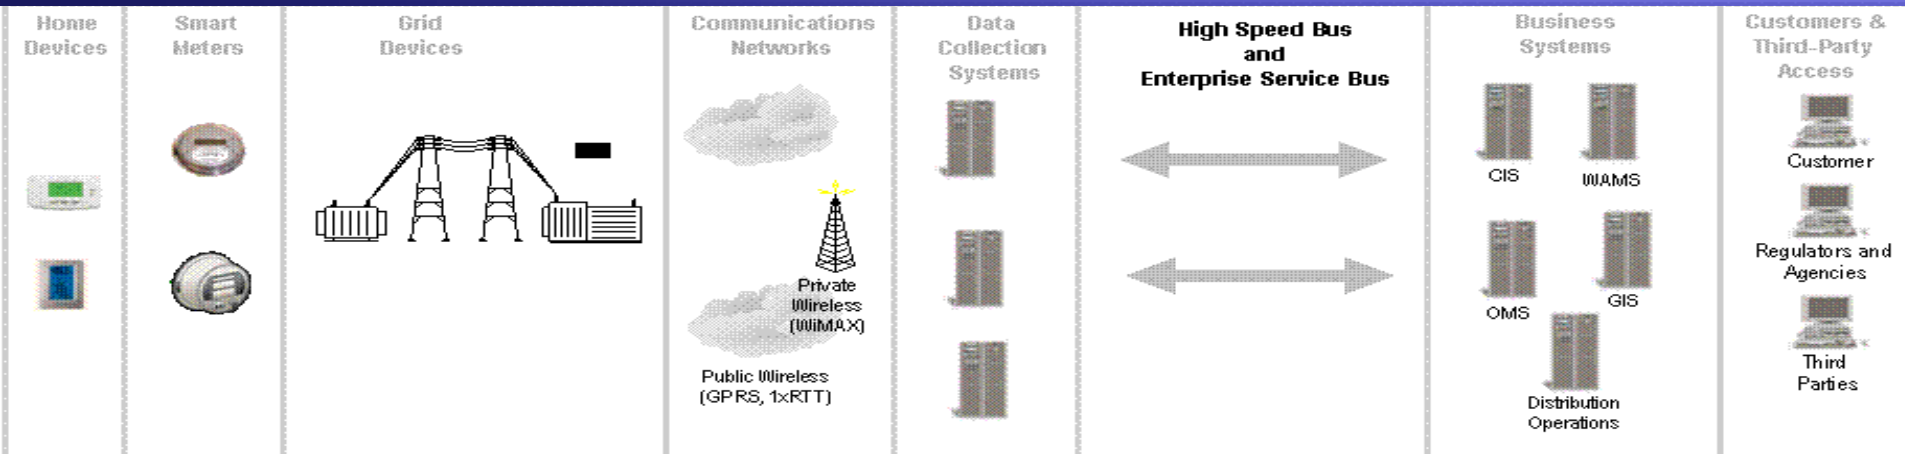 Home
Devices
Smart
Meters
Grid
Devices
Communications
Networks
Data
Collection
Systems
High Speed Bus
and
Enterprise Service Bus
Business
Systems
Customers &
Third-Party
Access
Private
Wireless
(WiMAX)
Public Wireless
(GPRS, 1xRTT)
CIS
WAMS
OMS
GIS
Distribution
Operations
Customer
Regulators and
Agencies
Third
Parties